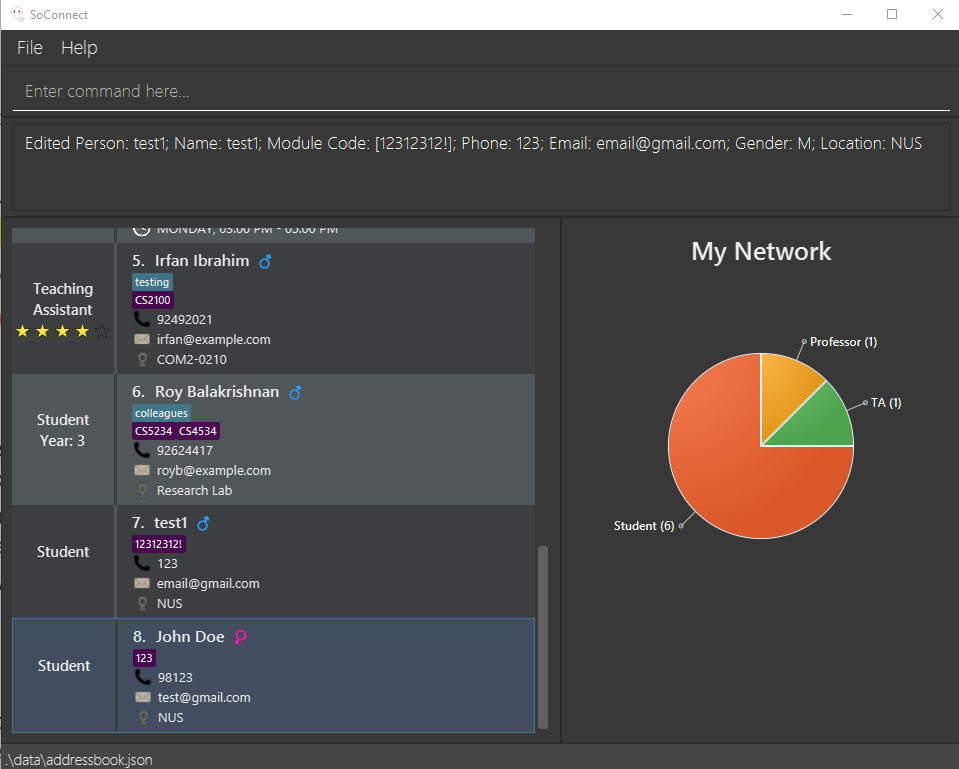 SoConnect
File Help
Enter command here...
Edited Person: test1; Name: test1; Module Code: [12312312!]; Phone: 123; Email: email@gmail.com; Gender: M; Location: NUS
MONDAY, 03:00 PM - 05:00 PM
Teaching
Assistant
5. Irfan Ibrahim
testing
CS2100
92492021
irfan@example.com
COM2-0210
Student
Year: 3
6. Roy Balakrishnan
colleagues
CS5234 CS4534
92624417
royb@example.com
Research Lab
Student
7. test1
12312312!
123
email@gmail.com
NUS
Student
8. John Doe
123
98123
test@gmail.com
NUS
My Network
Professor (1)
TA (1)
Student (6)
.\data\addressbook.json